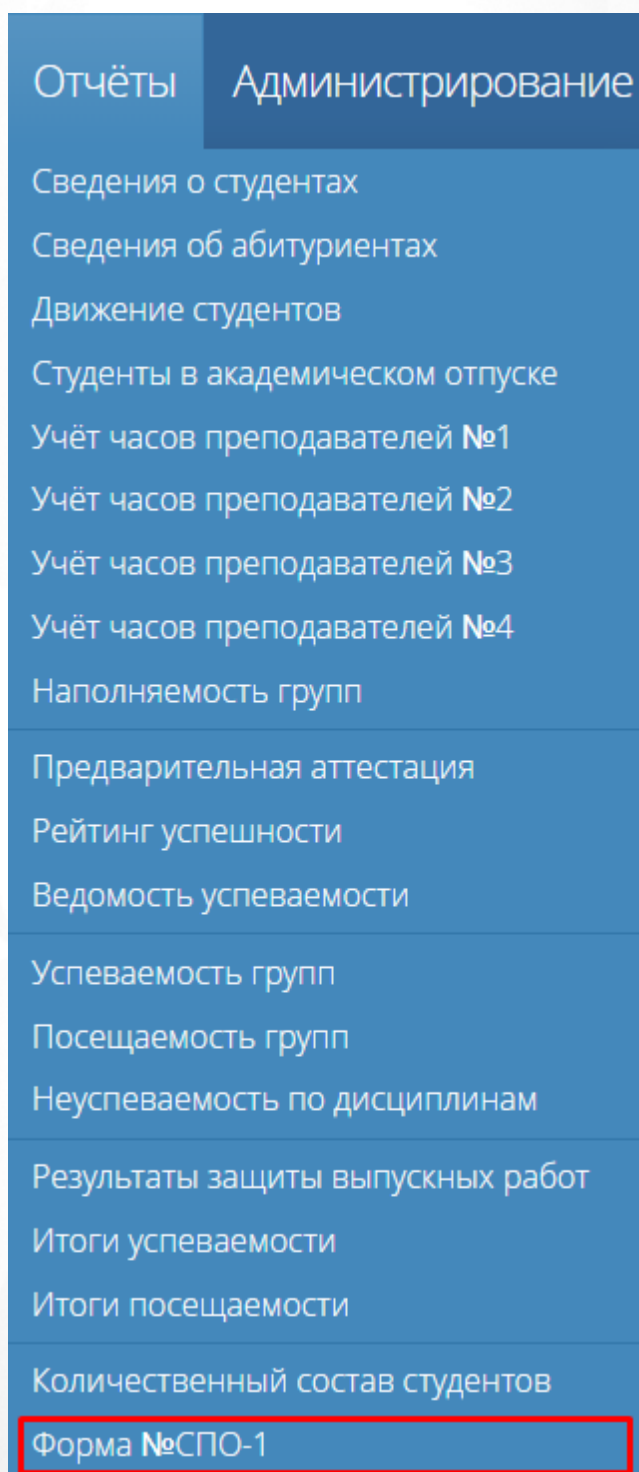 Отчёты Администрирование
Сведения о студентах
Сведения об абитуриентах
Движение студентов
Студенты в академическом отпуске
Учёт часов преподавателей №1
Учёт часов преподавателей №2
Учёт часов преподавателей №3
Учёт часов преподавателей №4
Наполняемость групп
Предварительная аттестация
Рейтинг успешности
Ведомость успеваемости
Успеваемость групп
Посещаемость групп
Неуспеваемость по дисциплинам
Результаты защиты выпускных работ
Итоги успеваемости
Итоги посещаемости
Количественный состав студентов
Форма №СПО-1